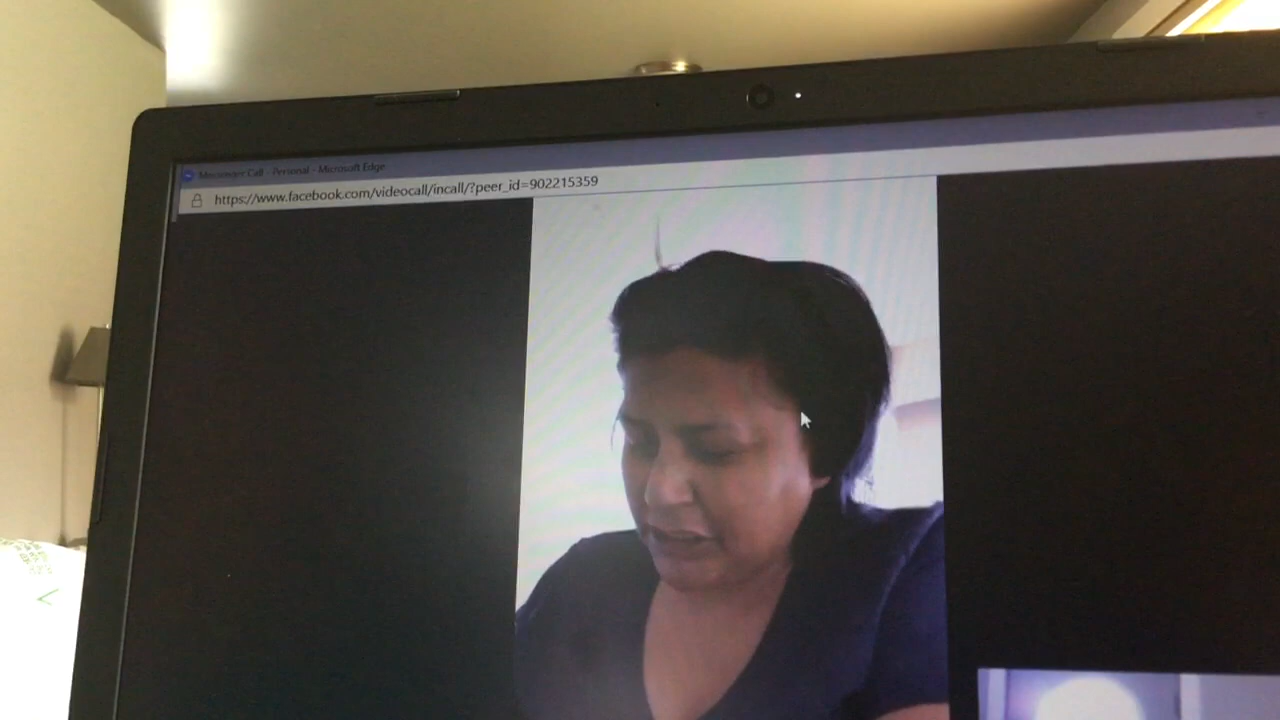 Messenger Call - Personal - Microsoft Edge
https://www.facebook.com/videocall/incall/?peer_id=902215359